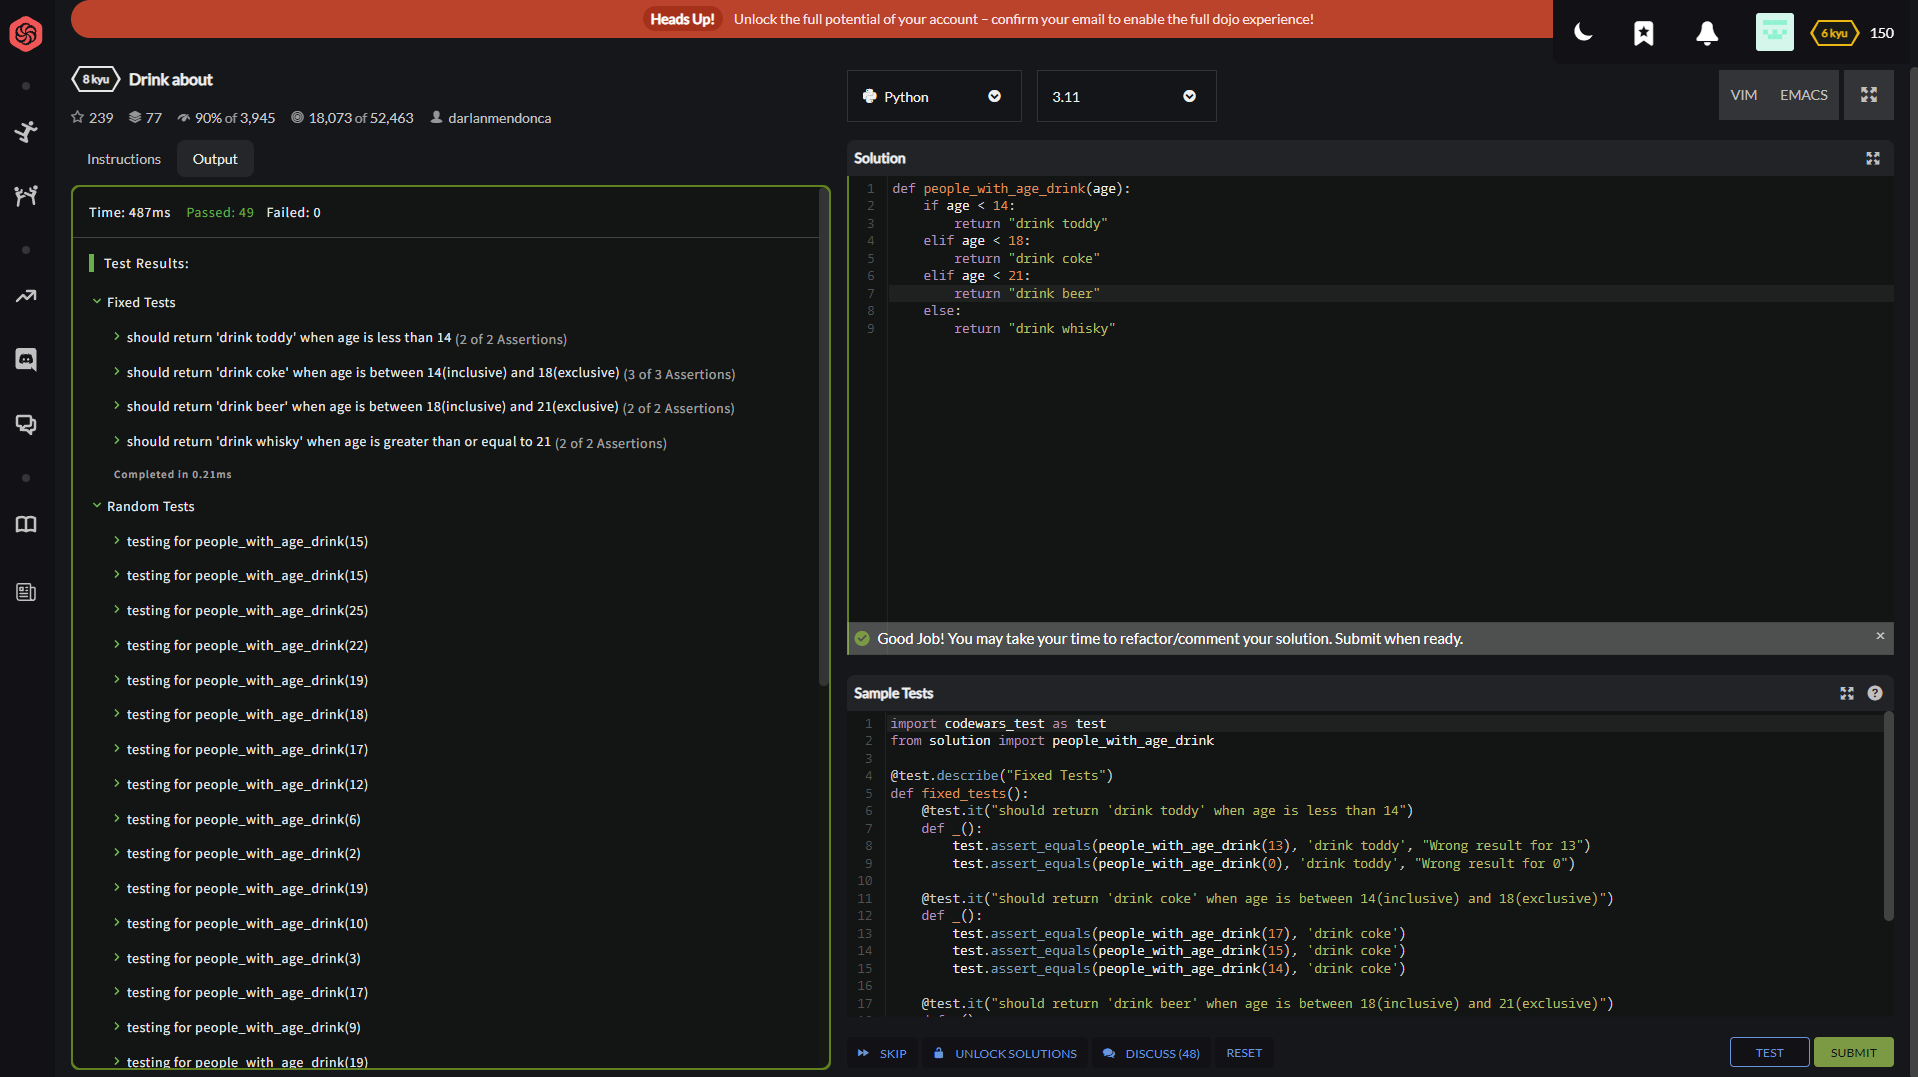 Heads Up! Unlock the full potential of your account – confirm your email to enable the full dojo experience!
6 kyu 150
8 kyu Drink about
239 77 90% of 3,945 18,073 of 52,463 darlanmendonca
Instructions Output
Time: 487ms Passed: 49 Failed: 0
Test Results:
Fixed Tests
should return 'drink toddy' when age is less than 14 (2 of 2 Assertions)
should return 'drink coke' when age is between 14(inclusive) and 18(exclusive) (3 of 3 Assertions)
should return 'drink beer' when age is between 18(inclusive) and 21(exclusive) (2 of 2 Assertions)
should return 'drink whisky' when age is greater than or equal to 21 (2 of 2 Assertions)
Completed in 0.21ms
Random Tests
testing for people_with_age_drink(15)
testing for people_with_age_drink(15)
testing for people_with_age_drink(25)
testing for people_with_age_drink(22)
testing for people_with_age_drink(19)
testing for people_with_age_drink(18)
testing for people_with_age_drink(17)
testing for people_with_age_drink(12)
testing for people_with_age_drink(6)
testing for people_with_age_drink(2)
testing for people_with_age_drink(19)
testing for people_with_age_drink(10)
testing for people_with_age_drink(3)
testing for people_with_age_drink(17)
testing for people_with_age_drink(9)
testing for people_with_age_drink(19)
Python 3.11 VIM EMACS
Solution
1 def people_with_age_drink(age):
2 if age < 14:
3 return "drink toddy"
4 elif age < 18:
5 return "drink coke"
6 elif age < 21:
7 return "drink beer"
8 else:
9 return "drink whisky"
Good Job! You may take your time to refactor/comment your solution. Submit when ready. ×
Sample Tests
1 import codewars_test as test
2 from solution import people_with_age_drink
3
4 @test.describe("Fixed Tests")
5 def fixed_tests():
6 @test.it("should return 'drink toddy' when age is less than 14")
7 def _():
8 test.assert_equals(people_with_age_drink(13), 'drink toddy', "Wrong result for 13")
9 test.assert_equals(people_with_age_drink(0), 'drink toddy', "Wrong result for 0")
10
11 @test.it("should return 'drink coke' when age is between 14(inclusive) and 18(exclusive)")
12 def _():
13 test.assert_equals(people_with_age_drink(17), 'drink coke')
14 test.assert_equals(people_with_age_drink(15), 'drink coke')
15 test.assert_equals(people_with_age_drink(14), 'drink coke')
16
17 @test.it("should return 'drink beer' when age is between 18(inclusive) and 21(exclusive)")
SKIP UNLOCK SOLUTIONS DISCUSS (48) RESET TEST SUBMIT